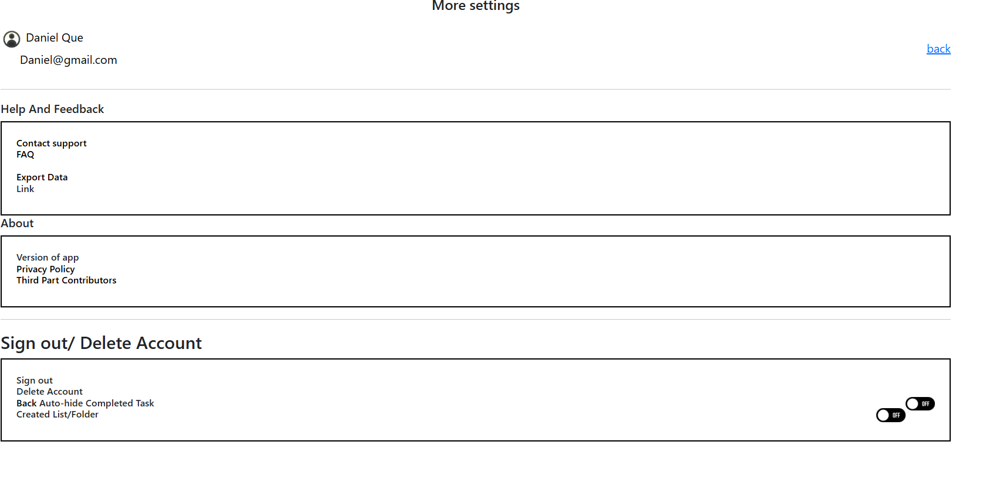 More settings
Daniel Que
back
Daniel@gmail.com
Help And Feedback
Contact support
FAQ
Export Data
Link
About
Version of app
Privacy Policy
Third Part Contributors
Sign out/ Delete Account
Sign out
Delete Account
Back Auto-hide Completed Task OFF
Created List/Folder OFF